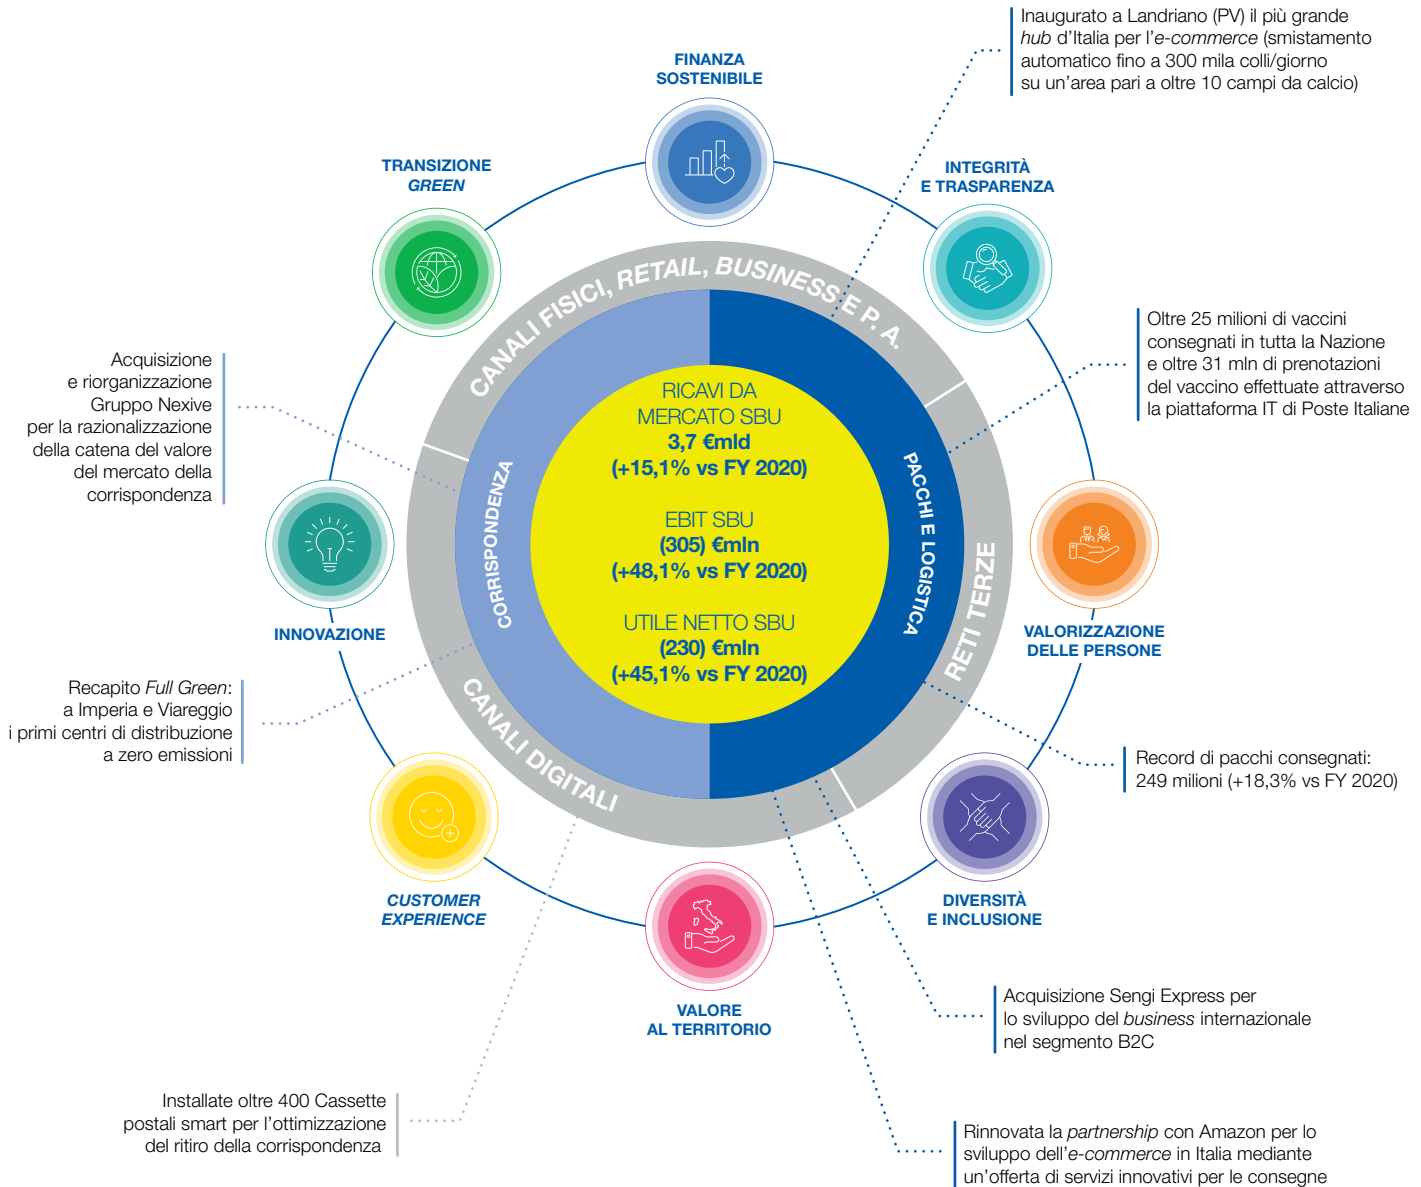 Inaugurato a Landriano (PV) il più grande
hub d'Italia per l'e-commerce (smistamento
automatico fino a 300 mila colli/giorno
su un'area pari a oltre 10 campi da calcio)
FINANZA
SOSTENIBILE
TRANSIZIONE
GREEN
INTEGRITÀ
E TRASPARENZA
CANALI FISICI, RETAIL, BUSINESS E P. A.
Oltre 25 milioni di vaccini
consegnati in tutta la Nazione
e oltre 31 mln di prenotazioni
del vaccino effettuate attraverso
la piattaforma IT di Poste Italiane
Acquisizione
e riorganizzazione
Gruppo Nexive
per la razionalizzazione
della catena del valore
del mercato della
corrispondenza
RICAVI DA
MERCATO SBU
3,7 €mld
(+15,1% vs FY 2020)
EBIT SBU
(305) €mln
(+48,1% vs FY 2020)
UTILE NETTO SBU
(230) €mln
(+45,1% vs FY 2020)
CORRISPONDENZA
PACCHI E LOGISTICA
RETI TERZE
CANALI DIGITALI
INNOVAZIONE
VALORIZZAZIONE
DELLE PERSONE
Recapito Full Green:
a Imperia e Viareggio
i primi centri di distribuzione
a zero emissioni
Record di pacchi consegnati:
249 milioni (+18,3% vs FY 2020)
CUSTOMER
EXPERIENCE
DIVERSITÀ
E INCLUSIONE
VALORE
AL TERRITORIO
Acquisizione Sengi Express per
lo sviluppo del business internazionale
nel segmento B2C
Installate oltre 400 Cassette
postali smart per l'ottimizzazione
del ritiro della corrispondenza
Rinnovata la partnership con Amazon per lo
sviluppo dell'e-commerce in Italia mediante
un'offerta di servizi innovativi per le consegne